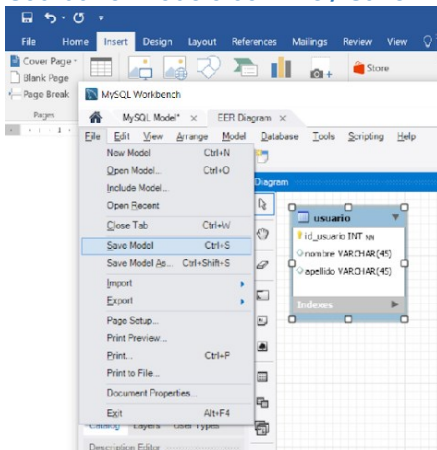 File Home Insert Design Layout References Mailings Review View
Cover Page
Blank Page
Page Break
Pages
Store
MySQL Workbench
MySQL Model* × EER Diagram ×
File Edit View Arrange Model Database Tools Scripting Help
New Model Ctrl+N
Open Model... Ctrl+O
Include Model...
Open Recent
Close Tab Ctrl+W
Save Model Ctrl+S
Save Model As... Ctrl+Shift+S
Import
Export
Page Setup...
Print Preview...
Print... Ctrl+P
Print to File...
Document Properties...
Exit Alt+F4
Diagram
usuario
id_usuario INT NN
nombre VARCHAR(45)
apellido VARCHAR(45)
Indexes
Catalog Layers User Types
Description Editor